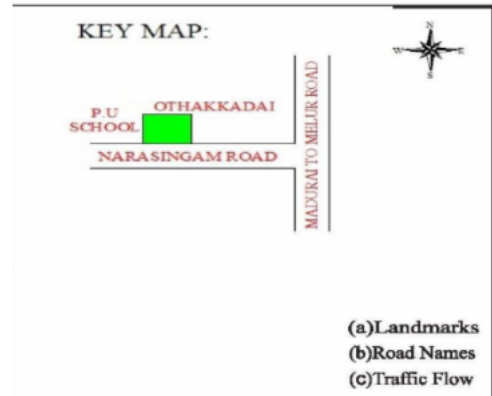 KEY MAP:
N
W E
S
P.U
SCHOOL
OTHAKKADAI
NARASINGAM ROAD
MADURAI TO MELUR ROAD
(a)Landmarks
(b)Road Names
(c)Traffic Flow